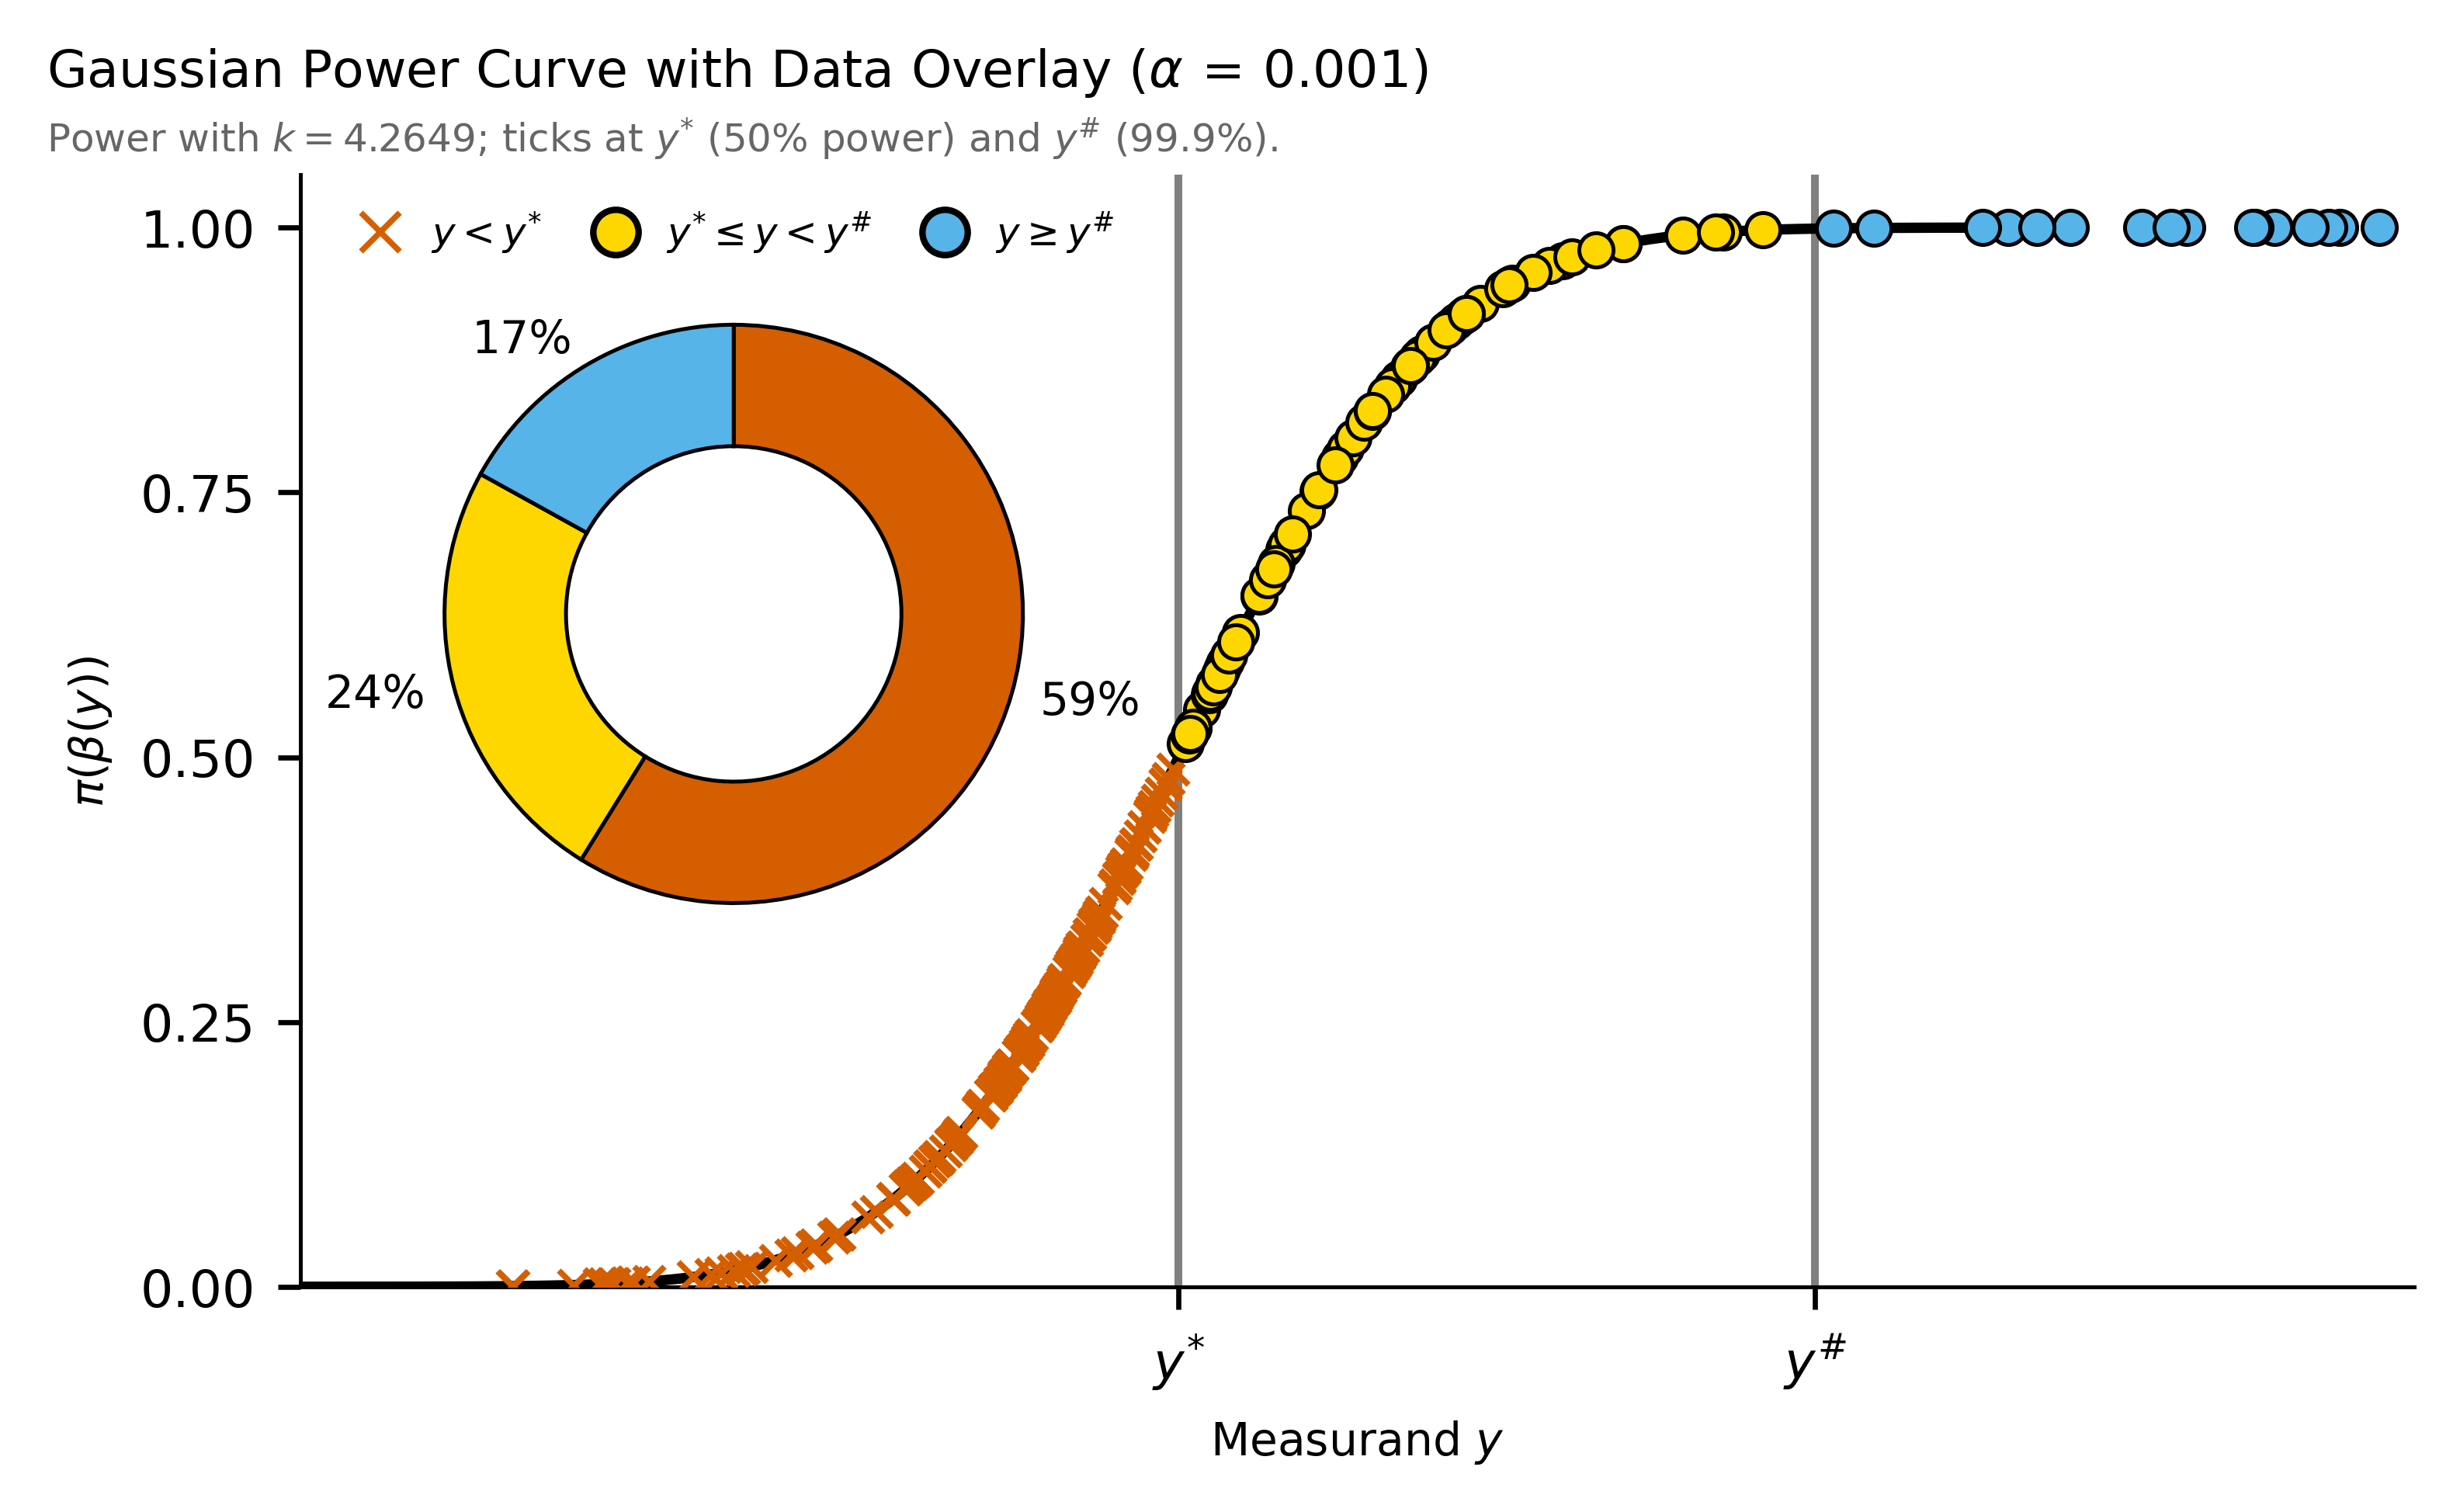 Gaussian Power Curve with Data Overlay (α = 0.001)
Power with k = 4.2649; ticks at y* (50% power) and y# (99.9%).
1.00
y < y*
y* ≤ y < y#
y ≥ y#
17%
0.75
24%
59%
π(β(y))
0.50
0.25
0.00
y*
y#
Measurand y